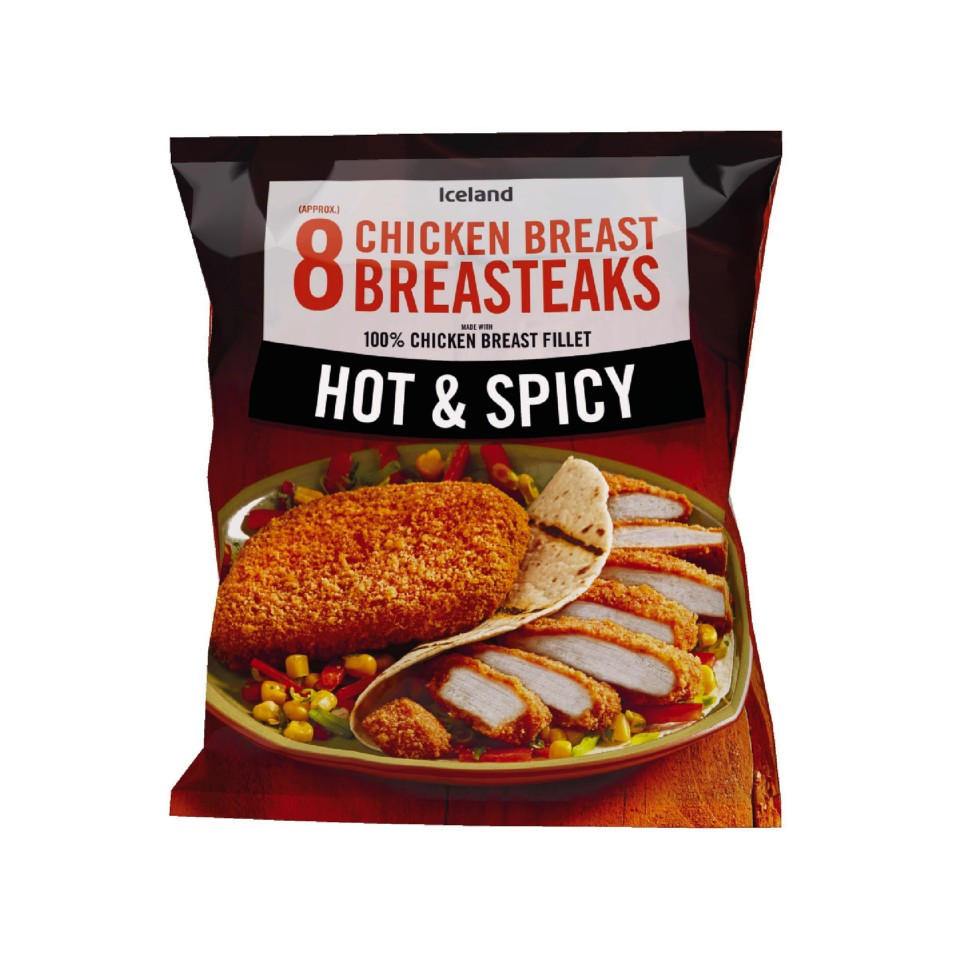 Iceland
(APPROX.)
8 CHICKEN BREAST
BREASTEAKS
MADE WITH
100% CHICKEN BREAST FILLET
HOT & SPICY